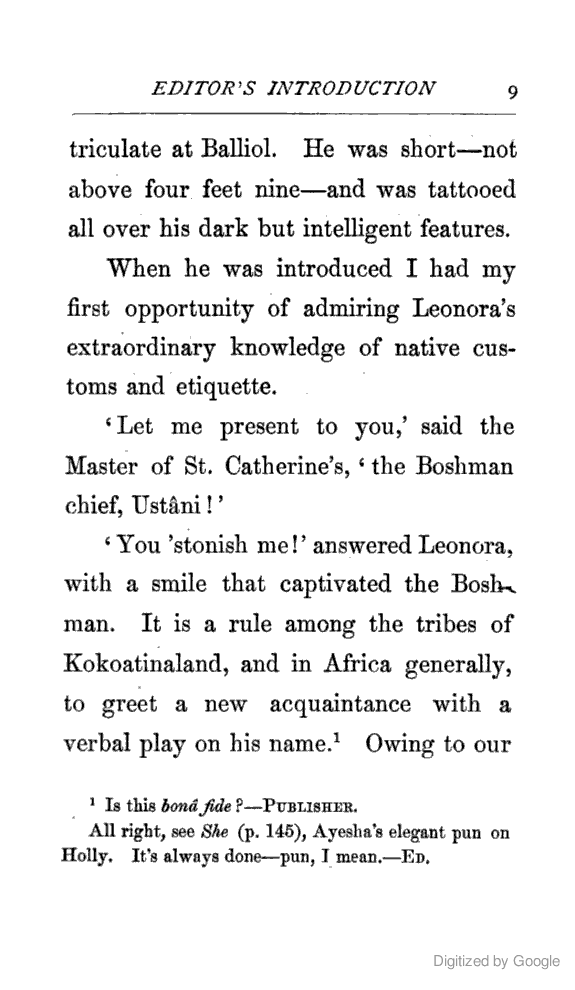 EDITOR'S INTRODUCTION 9
triculate at Balliol. He was short—not
above four feet nine—and was tattooed
all over his dark but intelligent features.
When he was introduced I had my
first opportunity of admiring Leonora's
extraordinary knowledge of native cus-
toms and etiquette.
'Let me present to you,' said the
Master of St. Catherine's, 'the Boshman
chief, Ustâni!'
'You 'stonish me!' answered Leonora,
with a smile that captivated the Bosh-
man. It is a rule among the tribes of
Kokoatinaland, and in Africa generally,
to greet a new acquaintance with a
verbal play on his name.¹ Owing to our
¹ Is this bonâ fide?—PUBLISHER.
All right, see She (p. 145), Ayesha's elegant pun on
Holly. It's always done—pun, I mean.—ED.
Digitized by Google